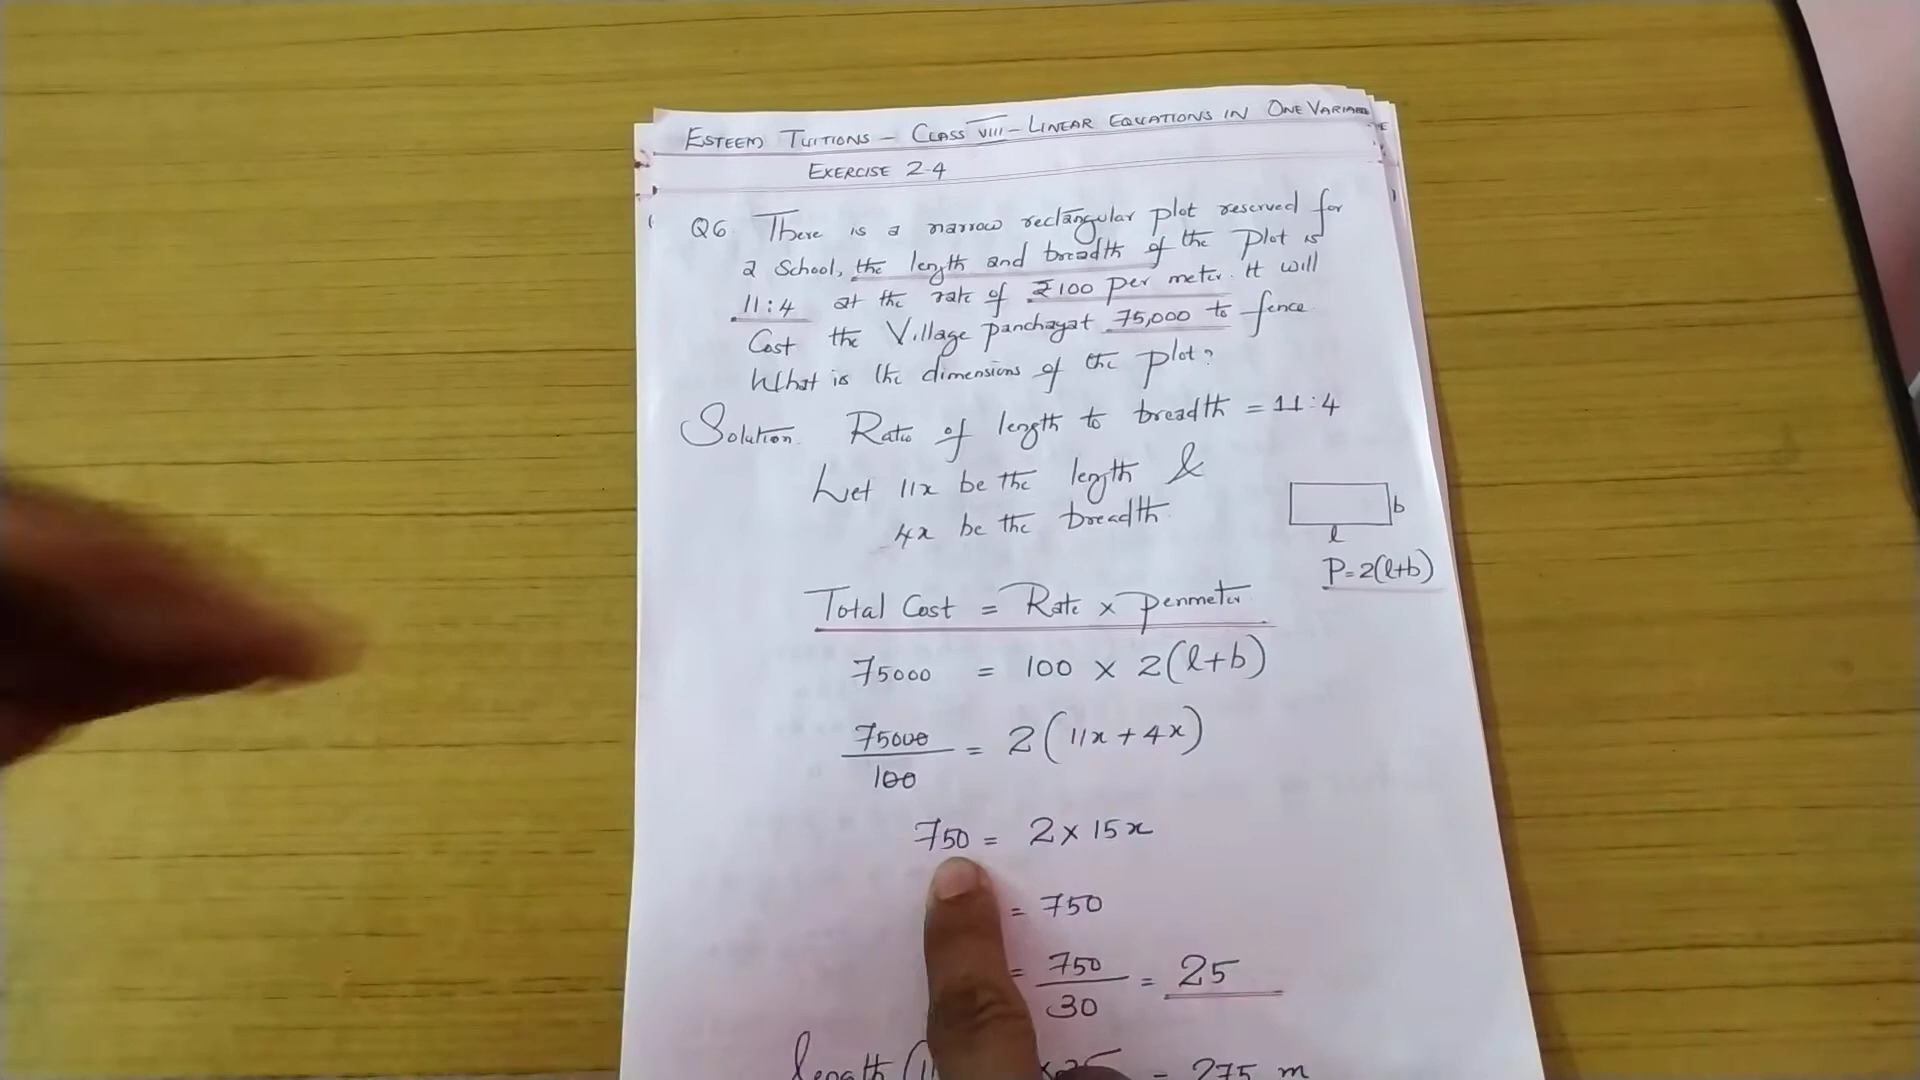 ESTEEM TUITIONS - CLASS VIII - LINEAR EQUATIONS IN ONE VARIABLE
EXERCISE 2.4
Q6. There is a narrow rectangular plot reserved for
a School, the length and breadth of the plot is
11:4 at the rate of ₹100 per meter. It will
Cost the Village panchayat 75,000 to fence
What is the dimensions of the plot?
Solution. Ratio of length to breadth = 11:4
Let 11x be the length &
4x be the breadth.
b
l
P=2(l+b)
Total Cost = Rate x perimeter
75000 = 100 x 2(l+b)
75000/100 = 2(11x + 4x)
750 = 2 x 15x
= 750
= 750/30 = 25
length = 275 m